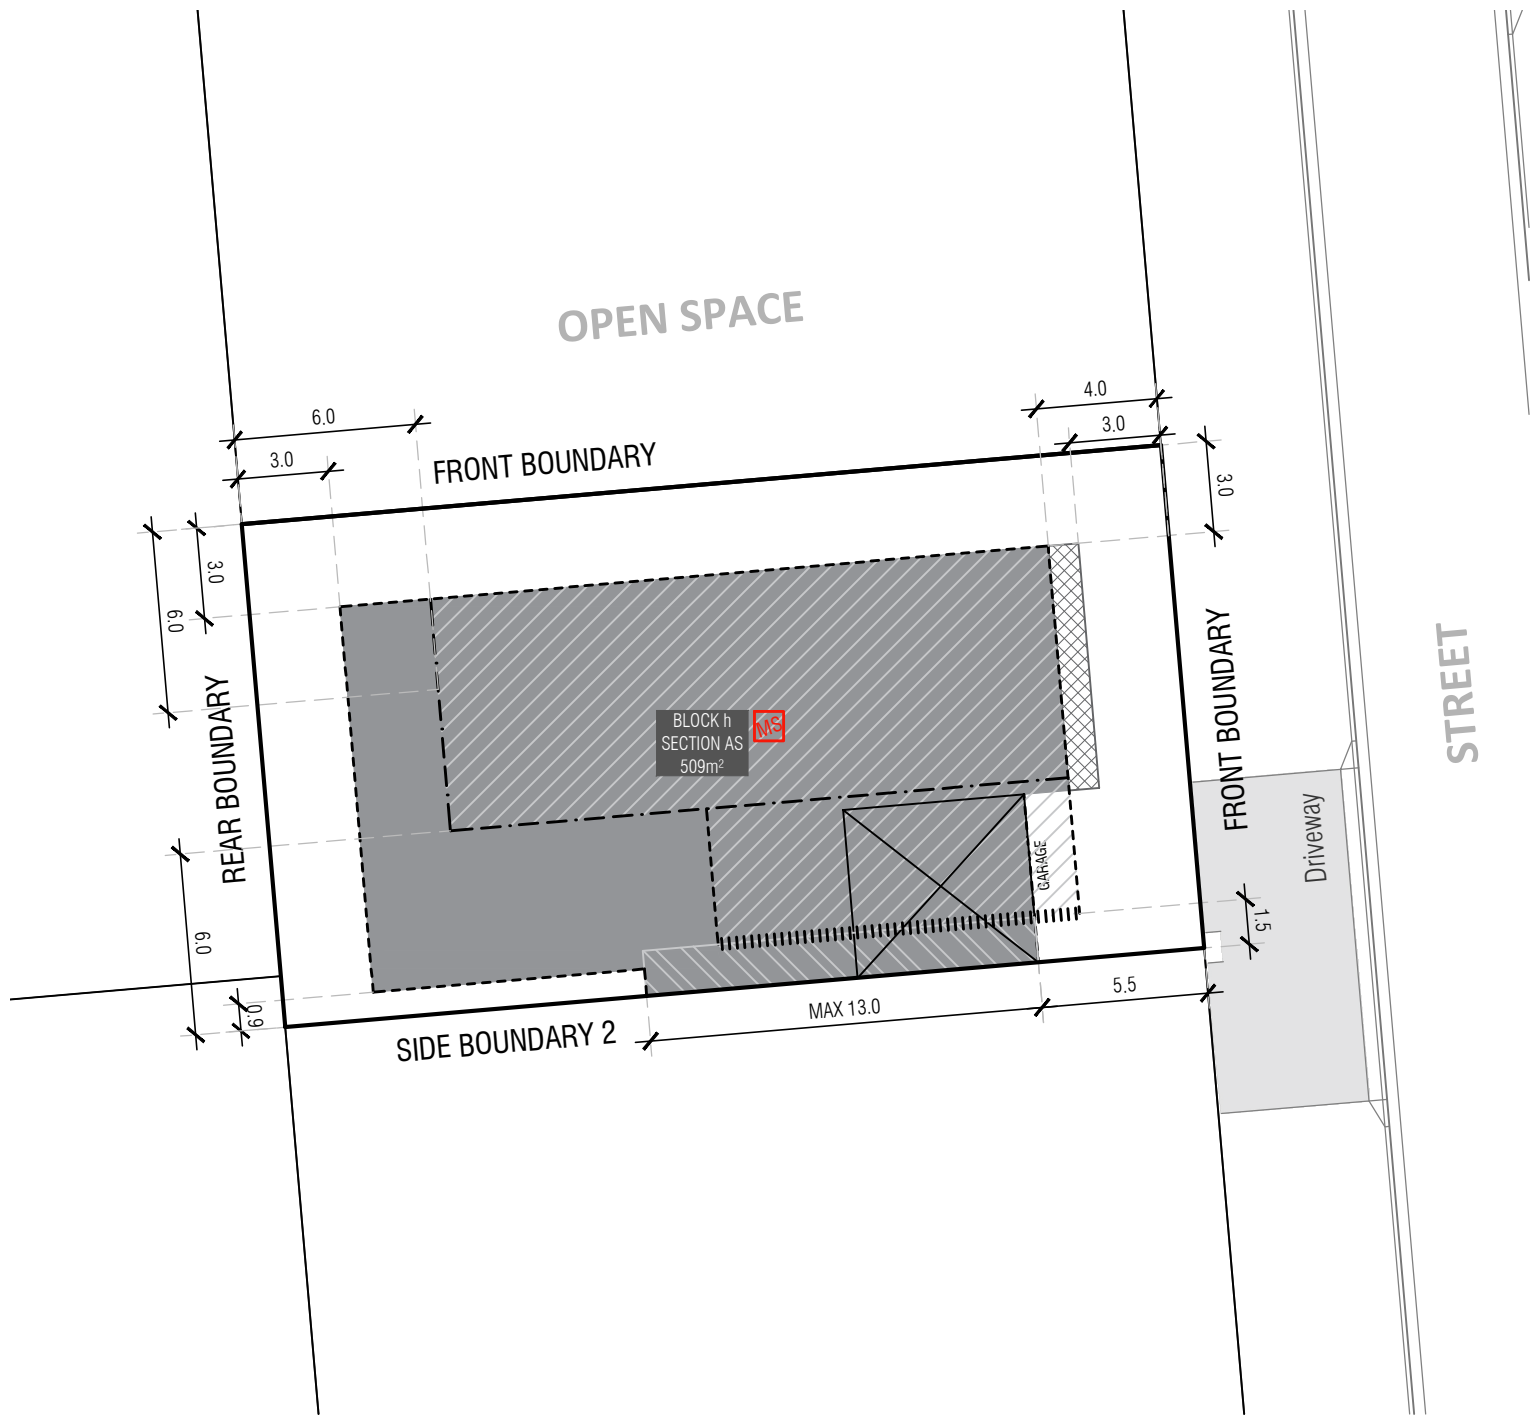 OPEN SPACE
4.0
6.0
3.0
3.0
FRONT BOUNDARY
3.0
3.0
6.0
FRONT BOUNDARY
STREET
REAR BOUNDARY
BLOCK h
SECTION AS
509m²
MS
Driveway
GARAGE
1.5
6.0
0.9
5.5
MAX 13.0
SIDE BOUNDARY 2